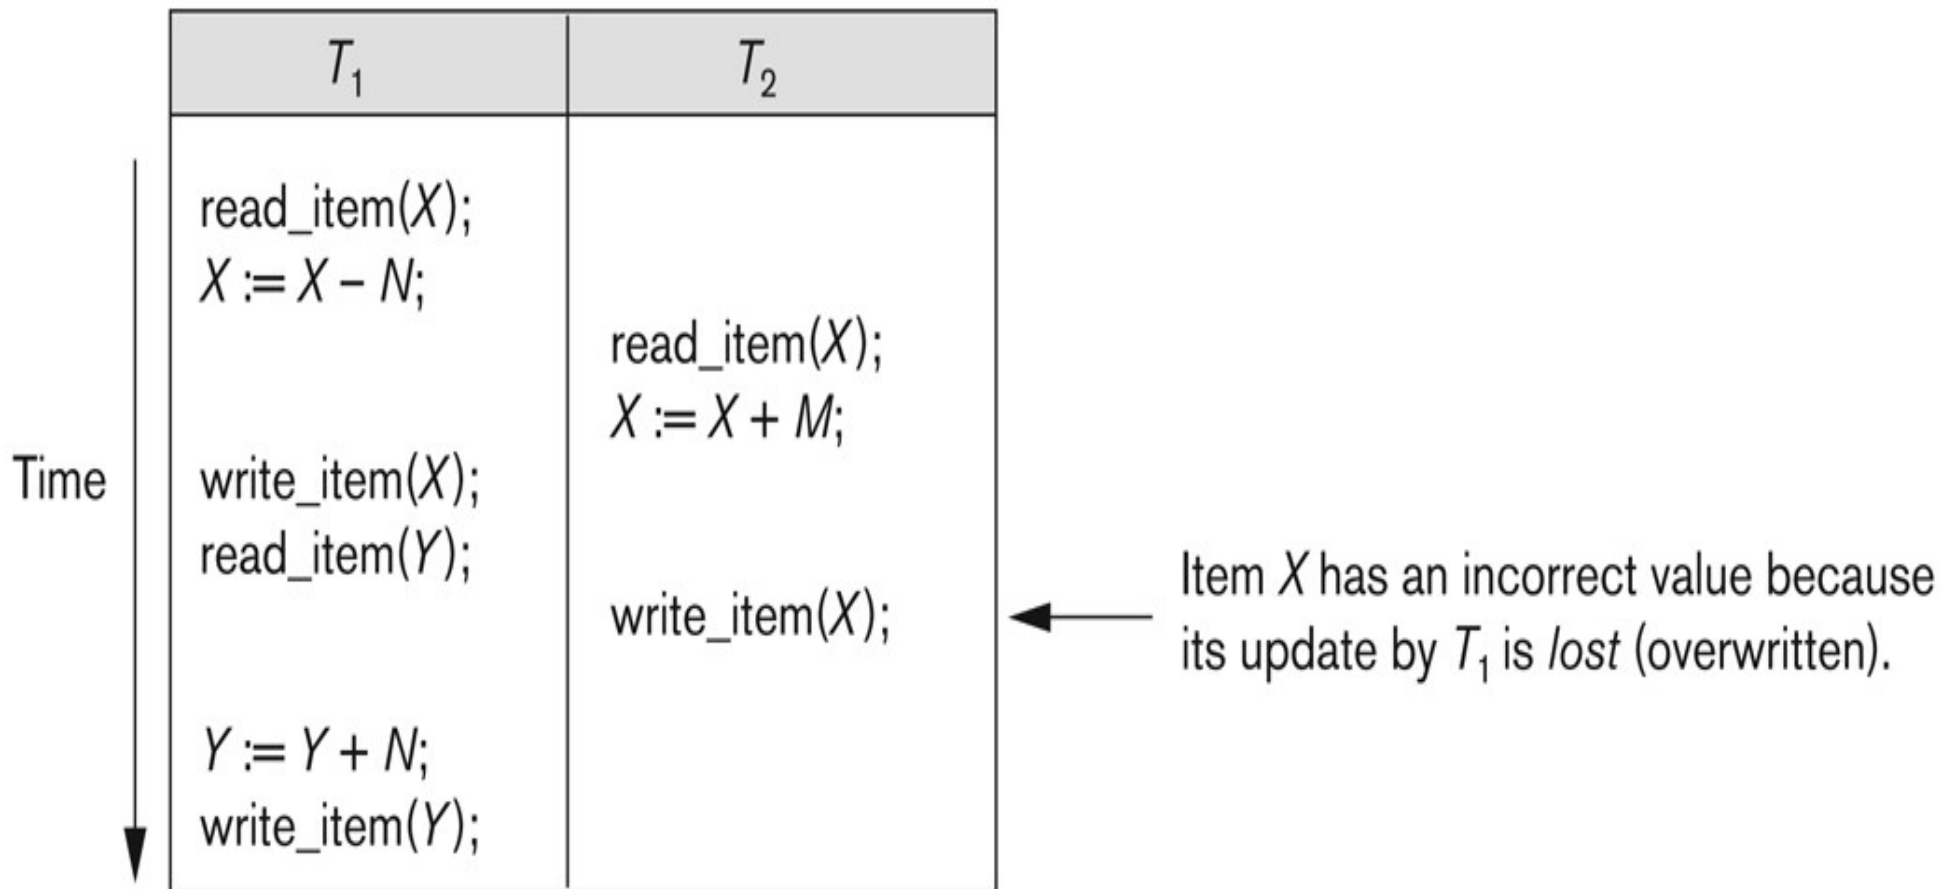 T₁ T₂
read_item(X);
X := X – N;
read_item(X);
X := X + M;
Time
write_item(X);
read_item(Y);
write_item(X);
Item X has an incorrect value because
its update by T₁ is lost (overwritten).
Y := Y + N;
write_item(Y);